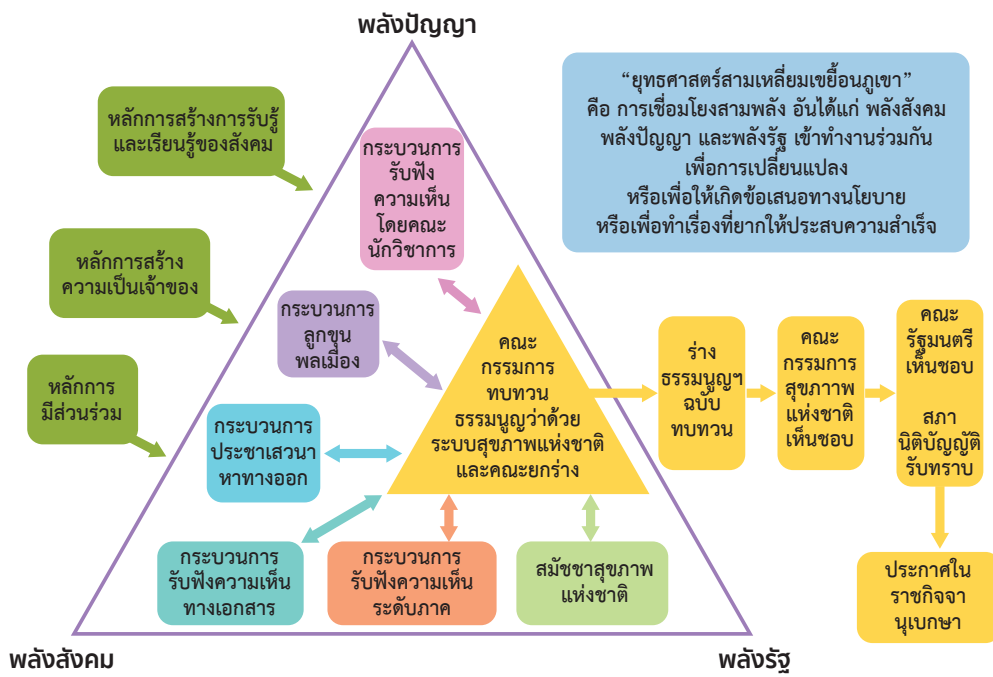 พลังปัญญา
“ยุทธศาสตร์สามเหลี่ยมเขยื้อนภูเขา”
คือ การเชื่อมโยงสามพลัง อันได้แก่ พลังสังคม
พลังปัญญา และพลังรัฐ เข้าทำงานร่วมกัน
เพื่อการเปลี่ยนแปลง
หรือเพื่อให้เกิดข้อเสนอทางนโยบาย
หรือเพื่อทำเรื่องที่ยากให้ประสบความสำเร็จ
หลักการสร้างการรับรู้
และเรียนรู้ของสังคม
หลักการสร้าง
ความเป็นเจ้าของ
หลักการ
มีส่วนร่วม
กระบวนการ
รับฟัง
ความเห็น
โดยคณะ
นักวิชาการ
กระบวนการ
ลูกขุน
พลเมือง
กระบวนการ
ประชาเสวนา
หาทางออก
กระบวนการ
รับฟังความเห็น
ทางเอกสาร
กระบวนการ
รับฟังความเห็น
ระดับภาค
สมัชชาสุขภาพ
แห่งชาติ
คณะ
กรรมการ
ทบทวน
ธรรมนูญว่าด้วย
ระบบสุขภาพแห่งชาติ
และคณะยกร่าง
ร่าง
ธรรมนูญฯ
ฉบับ
ทบทวน
คณะ
กรรมการ
สุขภาาพ
แห่งชาติ
เห็นชอบ
คณะ
รัฐมนตรี
เห็นชอบ
สภา
นิติบัญญัติ
รับทราบ
ประกาศใน
ราชกิจจา
นุเบกษา
พลังสังคม
พลังรัฐ